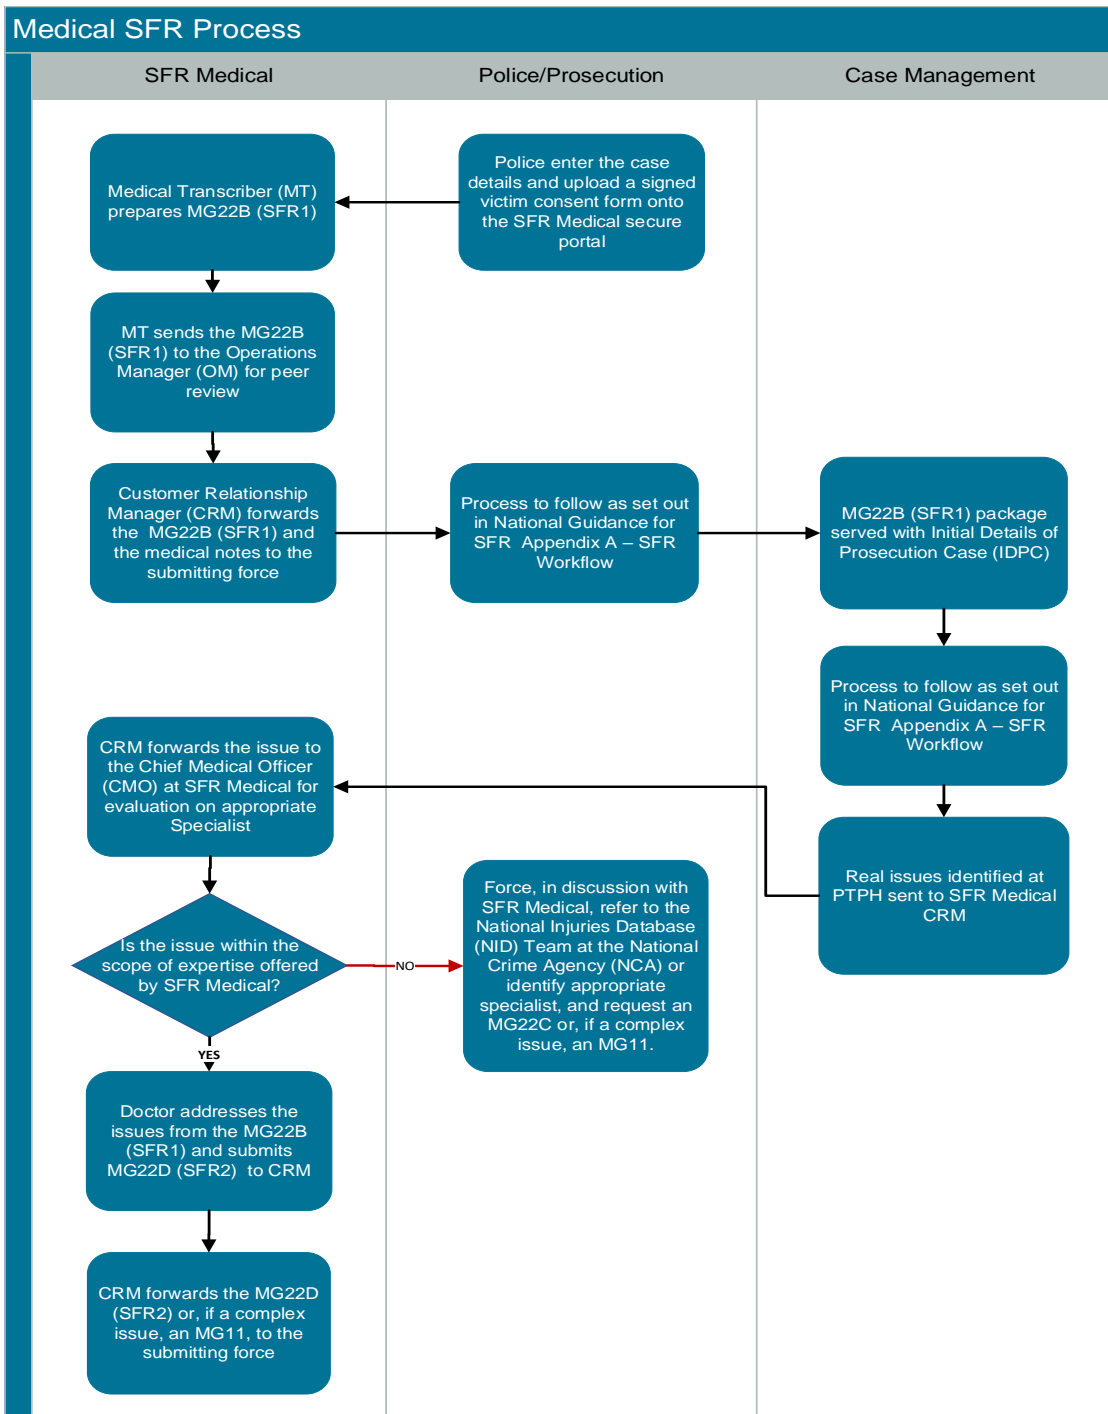 Medical SFR Process
SFR Medical
Police/Prosecution
Case Management
Police enter the case
details and upload a signed
victim consent form onto
the SFR Medical secure
portal
Medical Transcriber (MT)
prepares MG22B (SFR1)
MT sends the MG22B
(SFR1) to the Operations
Manager (OM) for peer
review
Customer Relationship
Manager (CRM) forwards
the MG22B (SFR1) and
the medical notes to the
submitting force
Process to follow as set out
in National Guidance for
SFR Appendix A – SFR
Workflow
MG22B (SFR1) package
served with Initial Details of
Prosecution Case (IDPC)
Process to follow as set out
in National Guidance for
SFR Appendix A – SFR
Workflow
Real issues identified at
PTPH sent to SFR Medical
CRM
CRM forwards the issue to
the Chief Medical Officer
(CMO) at SFR Medical for
evaluation on appropriate
Specialist
Is the issue within the
scope of expertise offered
by SFR Medical?
NO
Force, in discussion with
SFR Medical, refer to the
National Injuries Database
(NID) Team at the National
Crime Agency (NCA) or
identify appropriate
specialist, and request an
MG22C or, if a complex
issue, an MG11.
YES
Doctor addresses the
issues from the MG22B
(SFR1) and submits
MG22D (SFR2) to CRM
CRM forwards the MG22D
(SFR2) or, if a complex
issue, an MG11, to the
submitting force